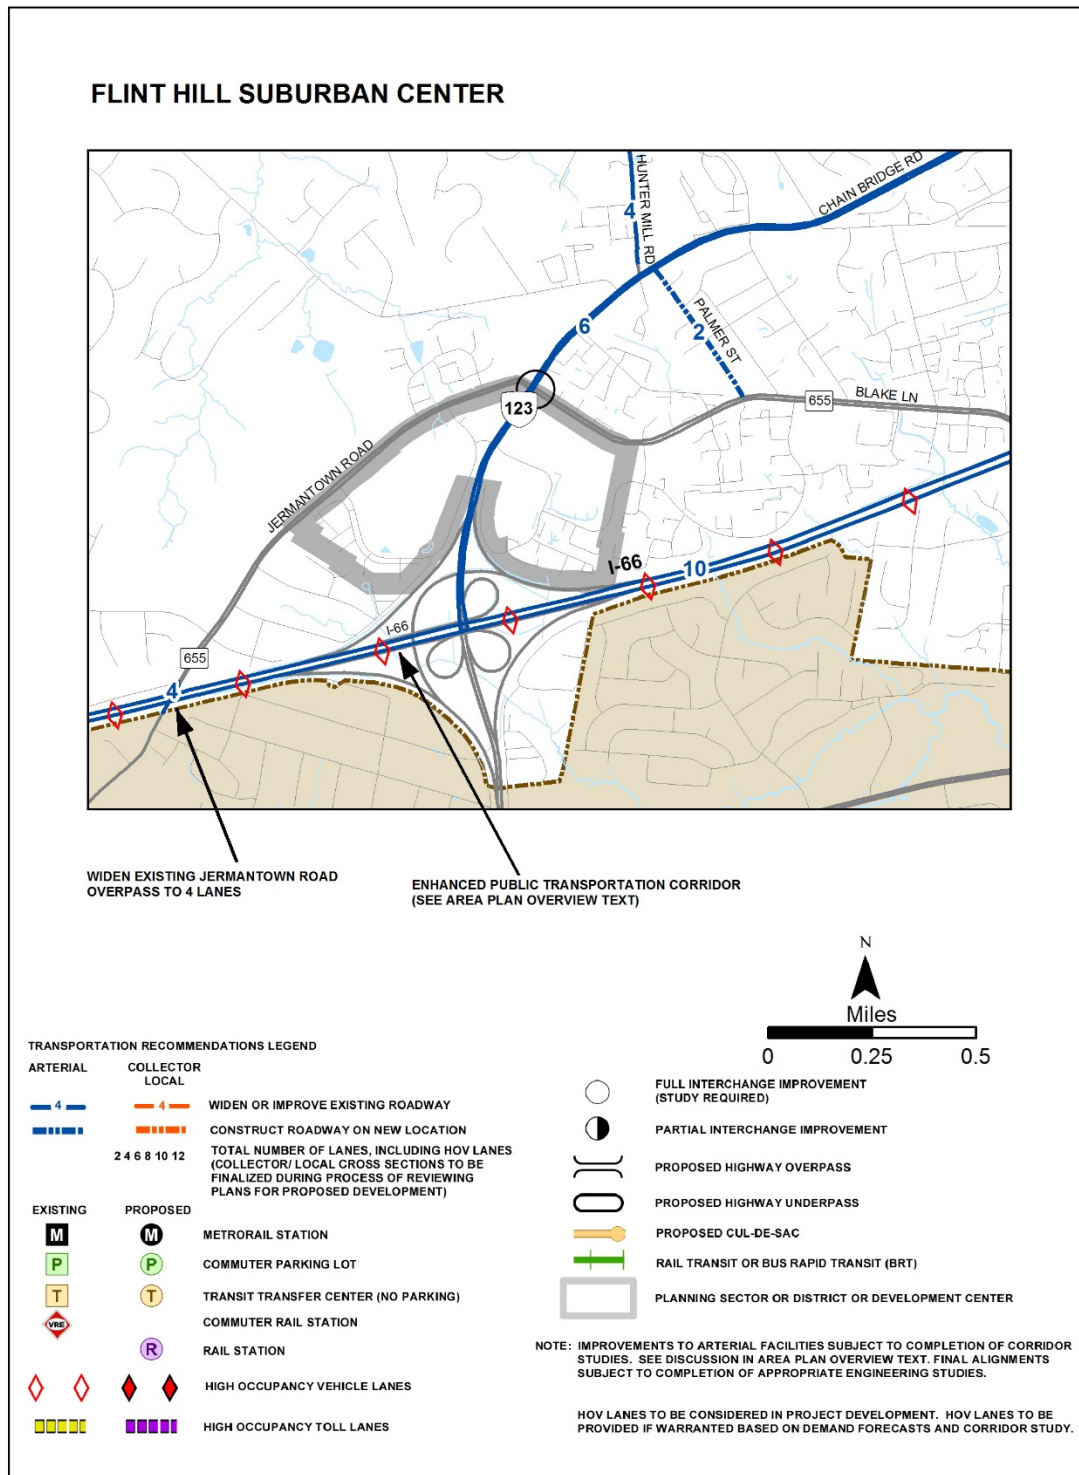 FLINT HILL SUBURBAN CENTER
HUNTER MILL RD
CHAIN BRIDGE RD
4
6
PALMER ST
2
123
655
BLAKE LN
JERMANTOWN ROAD
I-66
10
I-66
655
4
WIDEN EXISTING JERMANTOWN ROAD
OVERPASS TO 4 LANES
ENHANCED PUBLIC TRANSPORTATION CORRIDOR
(SEE AREA PLAN OVERVIEW TEXT)
N
Miles
0 0.25 0.5
TRANSPORTATION RECOMMENDATIONS LEGEND
ARTERIAL COLLECTOR
LOCAL
4 4 WIDEN OR IMPROVE EXISTING ROADWAY
CONSTRUCT ROADWAY ON NEW LOCATION
2 4 6 8 10 12 TOTAL NUMBER OF LANES, INCLUDING HOV LANES
(COLLECTOR/ LOCAL CROSS SECTIONS TO BE
FINALIZED DURING PROCESS OF REVIEWING
PLANS FOR PROPOSED DEVELOPMENT)
EXISTING PROPOSED
M M METRORAIL STATION
P P COMMUTER PARKING LOT
T T TRANSIT TRANSFER CENTER (NO PARKING)
VRE COMMUTER RAIL STATION
R RAIL STATION
HIGH OCCUPANCY VEHICLE LANES
HIGH OCCUPANCY TOLL LANES
FULL INTERCHANGE IMPROVEMENT
(STUDY REQUIRED)
PARTIAL INTERCHANGE IMPROVEMENT
PROPOSED HIGHWAY OVERPASS
PROPOSED HIGHWAY UNDERPASS
PROPOSED CUL-DE-SAC
RAIL TRANSIT OR BUS RAPID TRANSIT (BRT)
PLANNING SECTOR OR DISTRICT OR DEVELOPMENT CENTER
NOTE: IMPROVEMENTS TO ARTERIAL FACILITIES SUBJECT TO COMPLETION OF CORRIDOR
STUDIES. SEE DISCUSSION IN AREA PLAN OVERVIEW TEXT. FINAL ALIGNMENTS
SUBJECT TO COMPLETION OF APPROPRIATE ENGINEERING STUDIES.
HOV LANES TO BE CONSIDERED IN PROJECT DEVELOPMENT. HOV LANES TO BE
PROVIDED IF WARRANTED BASED ON DEMAND FORECASTS AND CORRIDOR STUDY.